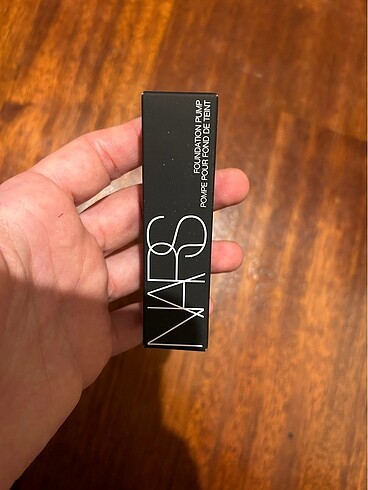 NARS
FOUNDATION PUMP
POMPE POUR FOND DE TEINT